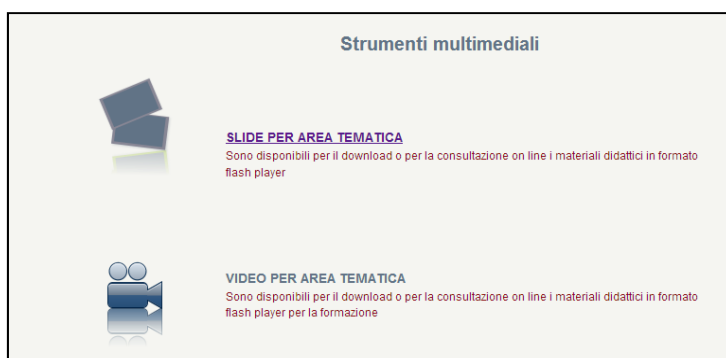 Strumenti multimediali
SLIDE PER AREA TEMATICA
Sono disponibili per il download o per la consultazione on line i materiali didattici in formato
flash player
VIDEO PER AREA TEMATICA
Sono disponibili per il download o per la consultazione on line i materiali didattici in formato
flash player per la formazione